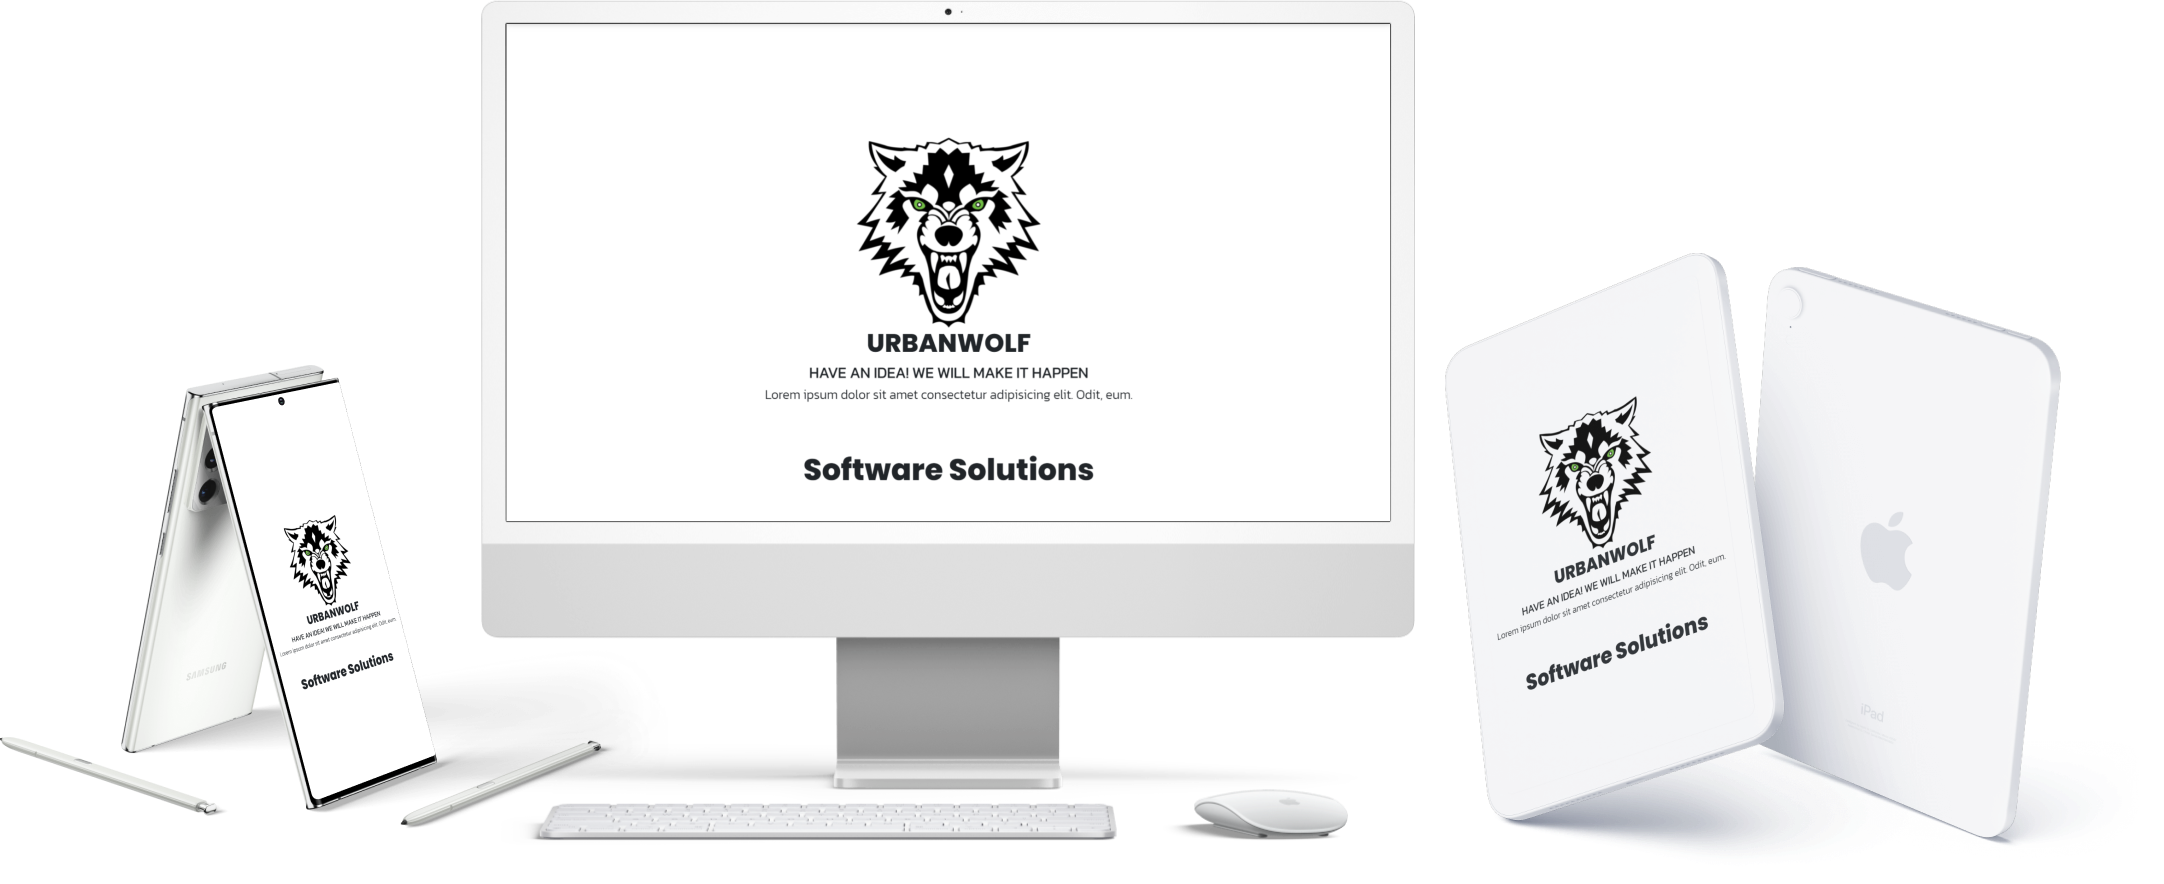 URBANWOLF
HAVE AN IDEA! WE WILL MAKE IT HAPPEN
Lorem ipsum dolor sit amet consectetur adipisicing elit. Odit, eum.
Software Solutions
SAMSUNG
URBANWOLF
HAVE AN IDEA! WE WILL MAKE IT HAPPEN
Lorem ipsum dolor sit amet consectetur adipisicing elit. Odit, eum.
Software Solutions
URBANWOLF
HAVE AN IDEA! WE WILL MAKE IT HAPPEN
Lorem ipsum dolor sit amet consectetur adipisicing elit. Odit, eum.
Software Solutions
iPad